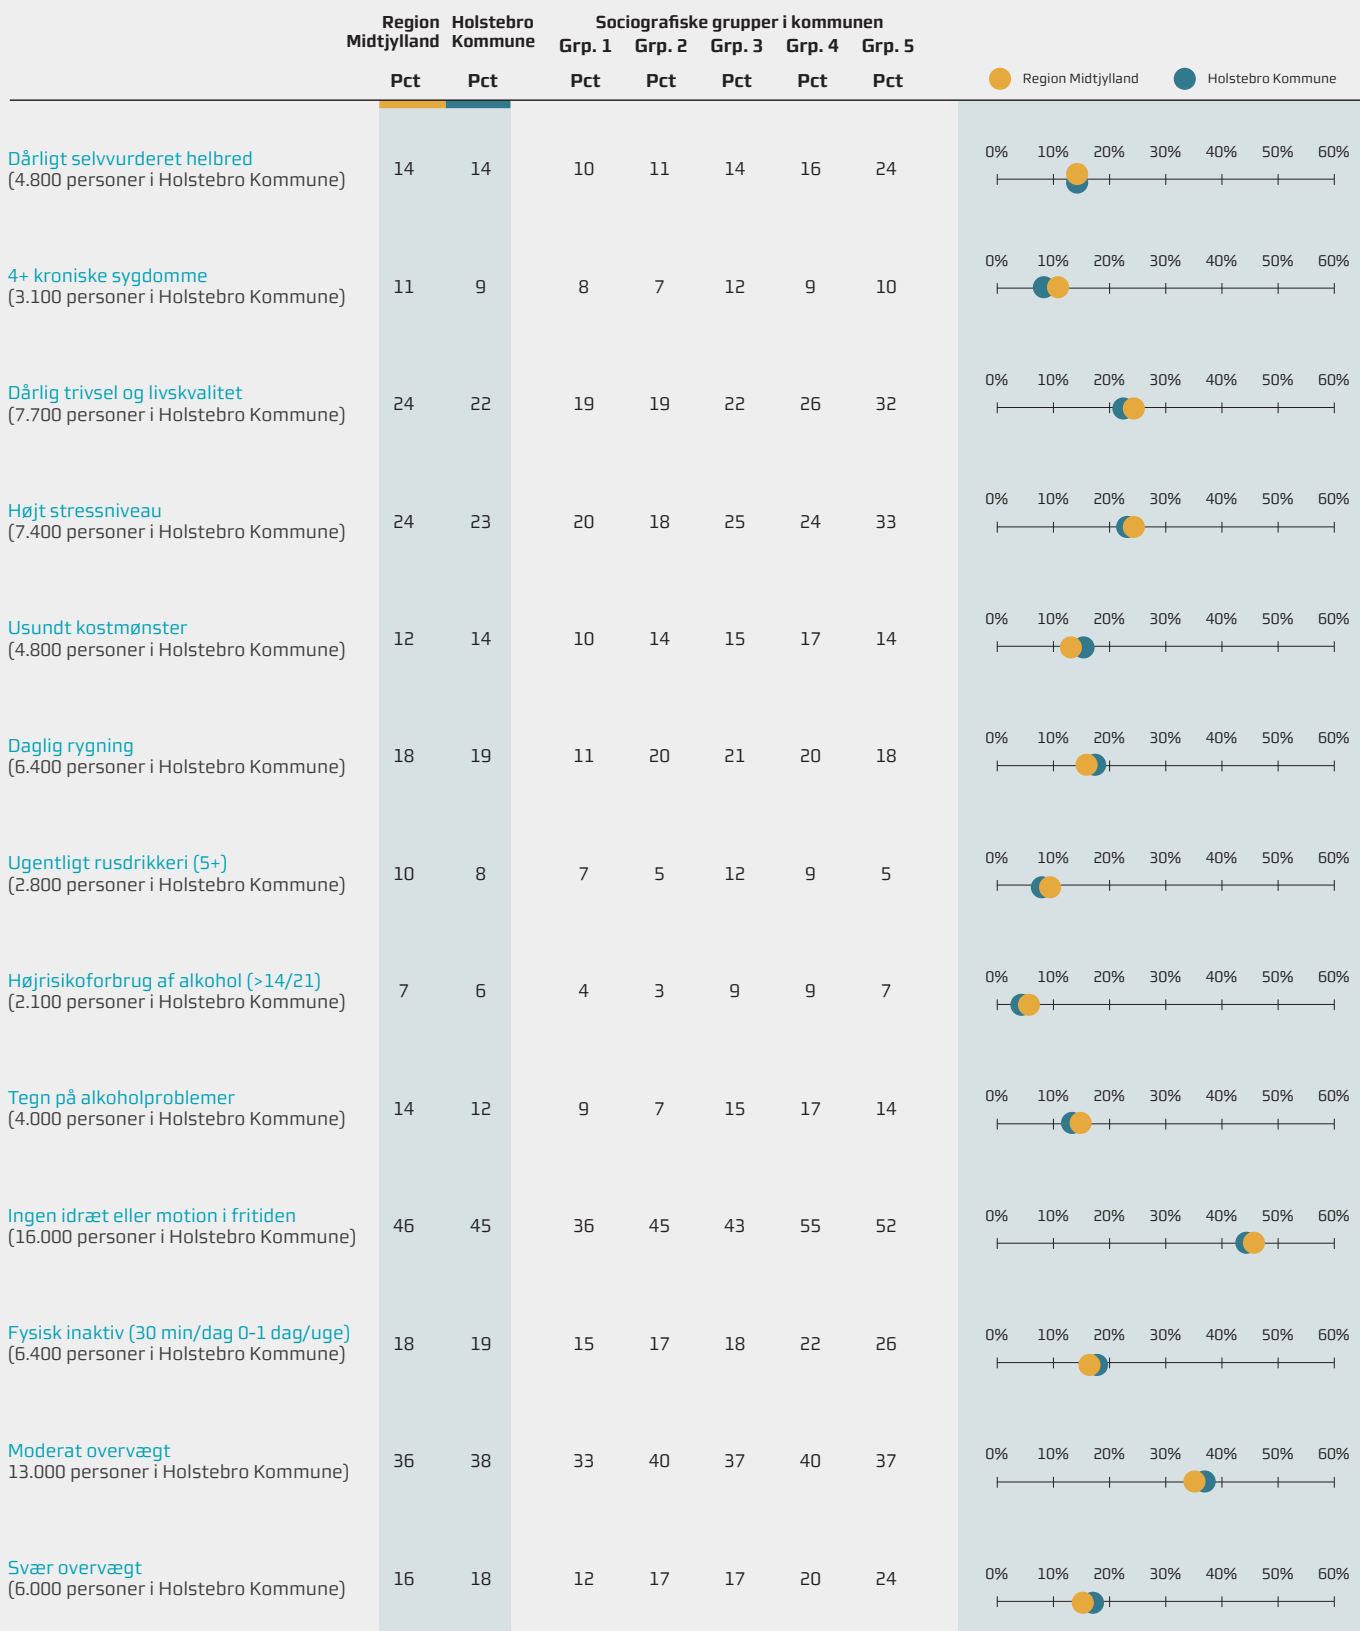 Region Midtjylland
Holstebro Kommune
Sociografiske grupper i kommunen
Grp. 1 Grp. 2 Grp. 3 Grp. 4 Grp. 5
Pct Pct Pct Pct Pct Pct Pct
Region Midtjylland Holstebro Kommune
Dårligt selvvurderet helbred
(4.800 personer i Holstebro Kommune)
14 14 10 11 14 16 24
0% 10% 20% 30% 40% 50% 60%
4+ kroniske sygdomme
(3.100 personer i Holstebro Kommune)
11 9 8 7 12 9 10
0% 10% 20% 30% 40% 50% 60%
Dårlig trivsel og livskvalitet
(7.700 personer i Holstebro Kommune)
24 22 19 19 22 26 32
0% 10% 20% 30% 40% 50% 60%
Højt stressniveau
(7.400 personer i Holstebro Kommune)
24 23 20 18 25 24 33
0% 10% 20% 30% 40% 50% 60%
Usundt kostmønster
(4.800 personer i Holstebro Kommune)
12 14 10 14 15 17 14
0% 10% 20% 30% 40% 50% 60%
Daglig rygning
(6.400 personer i Holstebro Kommune)
18 19 11 20 21 20 18
0% 10% 20% 30% 40% 50% 60%
Ugentligt rusdrikkeri (5+)
(2.800 personer i Holstebro Kommune)
10 8 7 5 12 9 5
0% 10% 20% 30% 40% 50% 60%
Højrisikoforbrug af alkohol (>14/21)
(2.100 personer i Holstebro Kommune)
7 6 4 3 9 9 7
0% 10% 20% 30% 40% 50% 60%
Tegn på alkoholproblemer
(4.000 personer i Holstebro Kommune)
14 12 9 7 15 17 14
0% 10% 20% 30% 40% 50% 60%
Ingen idræt eller motion i fritiden
(16.000 personer i Holstebro Kommune)
46 45 36 45 43 55 52
0% 10% 20% 30% 40% 50% 60%
Fysisk inaktiv (30 min/dag 0-1 dag/uge)
(6.400 personer i Holstebro Kommune)
18 19 15 17 18 22 26
0% 10% 20% 30% 40% 50% 60%
Moderat overvægt
13.000 personer i Holstebro Kommune)
36 38 33 40 37 40 37
0% 10% 20% 30% 40% 50% 60%
Svær overvægt
(6.000 personer i Holstebro Kommune)
16 18 12 17 17 20 24
0% 10% 20% 30% 40% 50% 60%